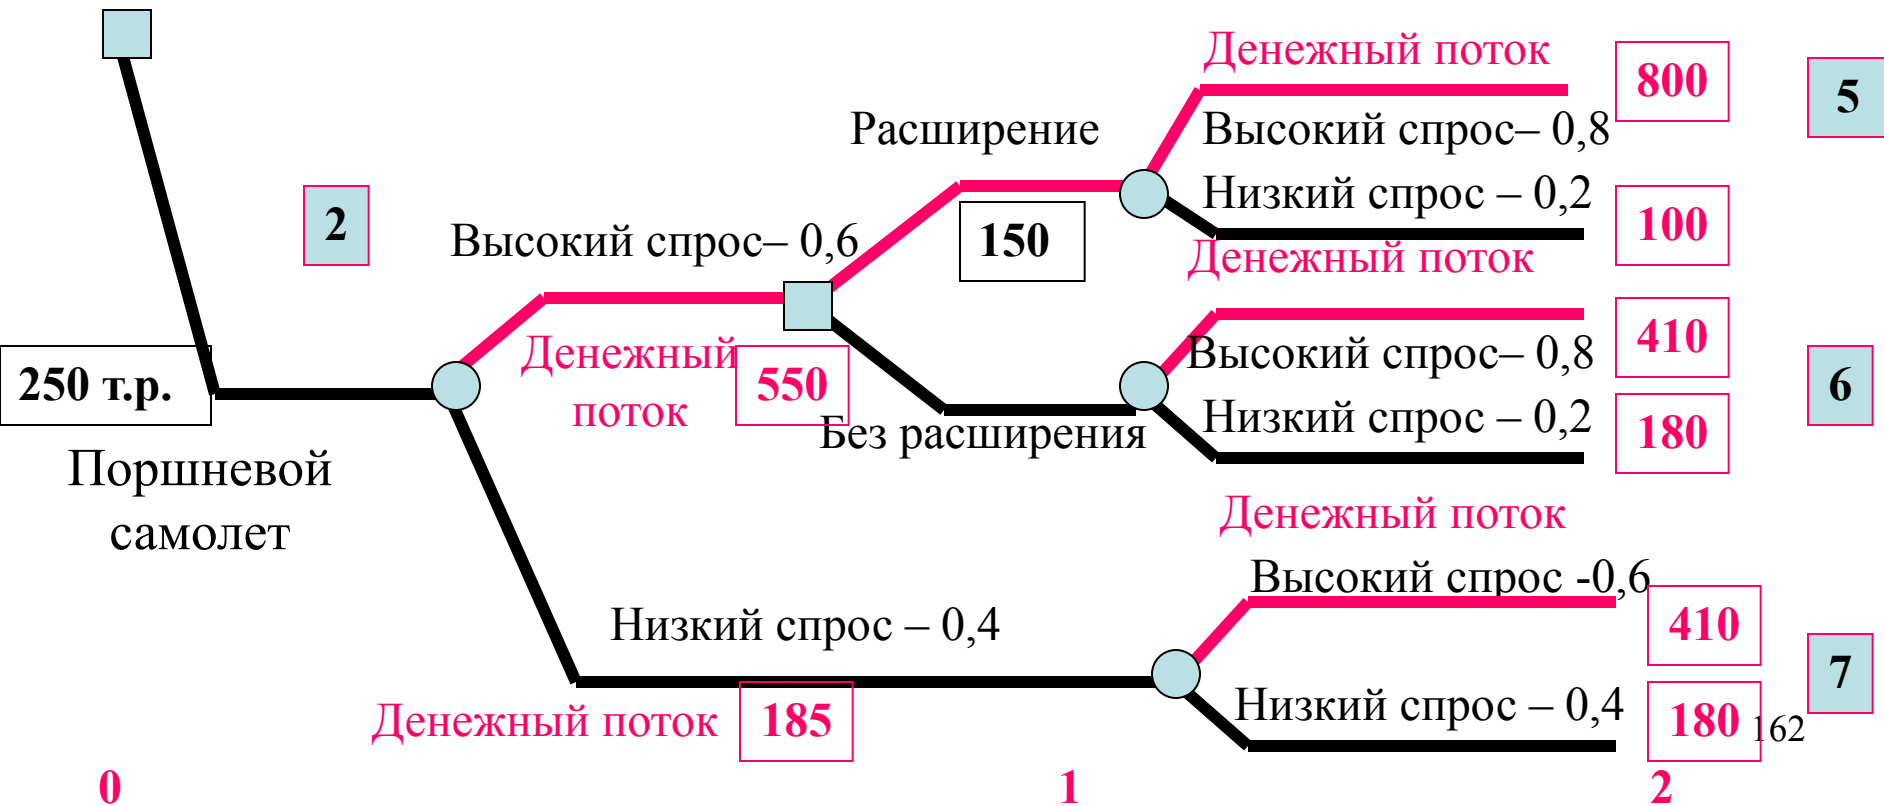 Денежный поток
800
5
Расширение
Высокий спрос– 0,8
Низкий спрос – 0,2
100
2
Высокий спрос– 0,6
150
Денежный поток
410
Денежный
поток
550
Высокий спрос– 0,8
6
250 т.р.
Без расширения
Низкий спрос – 0,2
180
Поршневой
самолет
Денежный поток
Высокий спрос -0,6
410
Низкий спрос – 0,4
7
Денежный поток
185
Низкий спрос – 0,4
180
162
0
1
2